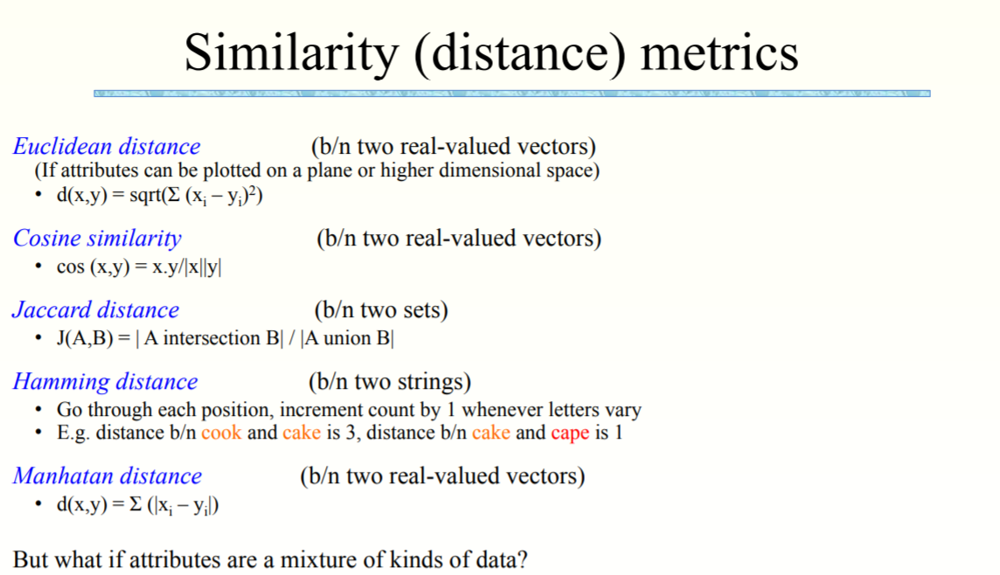 Similarity (distance) metrics
Euclidean distance (b/n two real-valued vectors)
(If attributes can be plotted on a plane or higher dimensional space)
• d(x,y) = sqrt(Σ (xᵢ – yᵢ)²)
Cosine similarity (b/n two real-valued vectors)
• cos (x,y) = x.y/|x||y|
Jaccard distance (b/n two sets)
• J(A,B) = | A intersection B| / |A union B|
Hamming distance (b/n two strings)
• Go through each position, increment count by 1 whenever letters vary
• E.g. distance b/n cook and cake is 3, distance b/n cake and cape is 1
Manhatan distance (b/n two real-valued vectors)
• d(x,y) = Σ (|xᵢ – yᵢ|)
But what if attributes are a mixture of kinds of data?